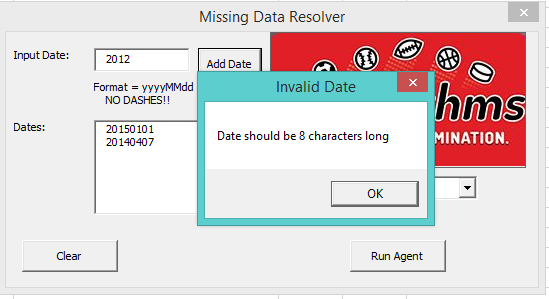 Missing Data Resolver
Input Date:
2012
Add Date
Format = yyyyMMdd
NO DASHES!!
Invalid Date
Date should be 8 characters long
OK
hms
MINATION.
Dates:
20150101
20140407
Clear
Run Agent